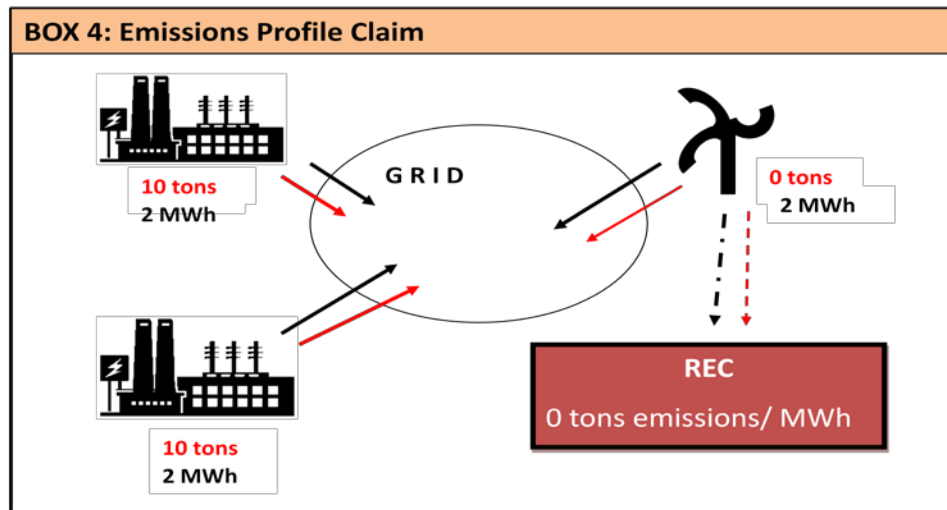 BOX 4: Emissions Profile Claim
10 tons
2 MWh
G R I D
0 tons
2 MWh
10 tons
2 MWh
REC
0 tons emissions/ MWh